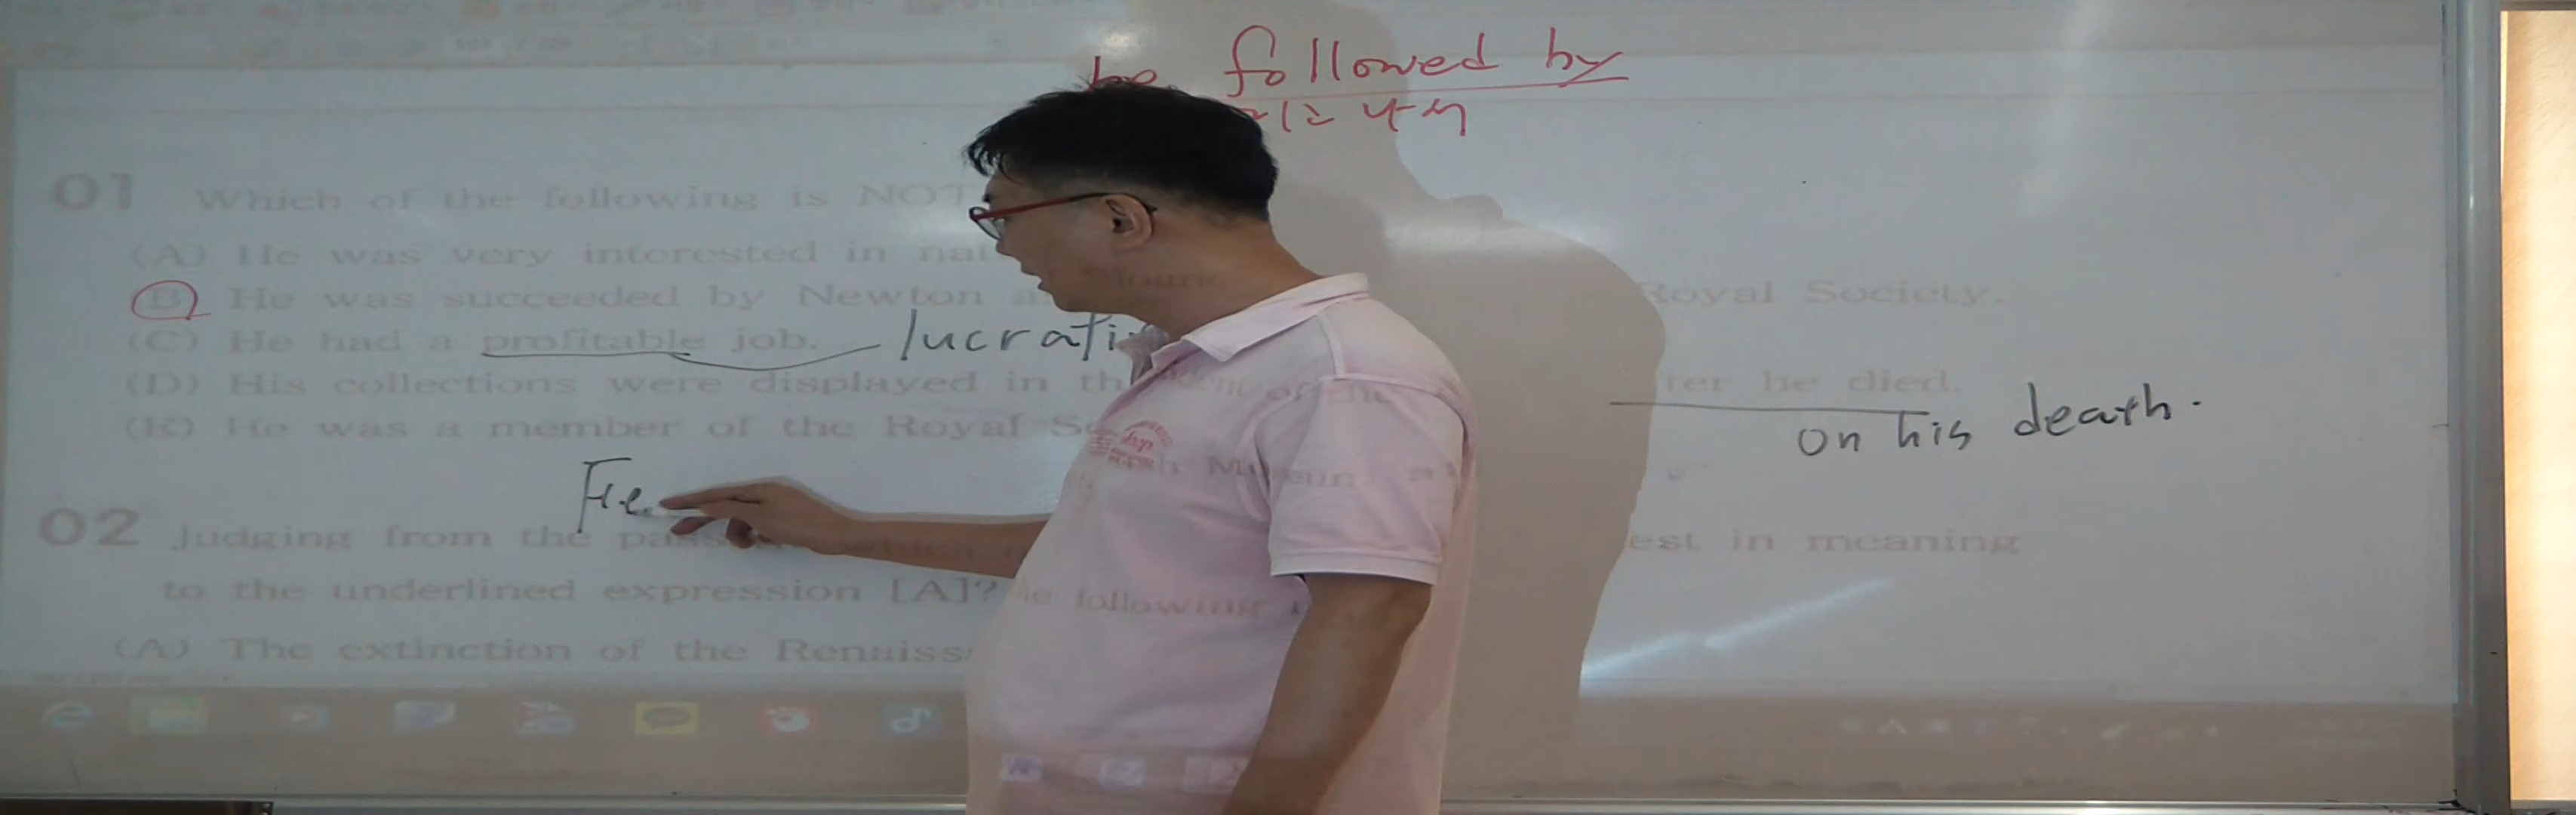 be followed by
01 Which of the following is NOT
(A) He was very interested in nat
(B) He was succeeded by Newton a Royal Society.
(C) He had a profitable job. lucrati
(D) His collections were displayed in th ter he died.
on his death.
(E) He was a member of the Royal S
Fe
02 Judging from the pass est in meaning
to the underlined expression [A]?
(A) The extinction of the Renaiss